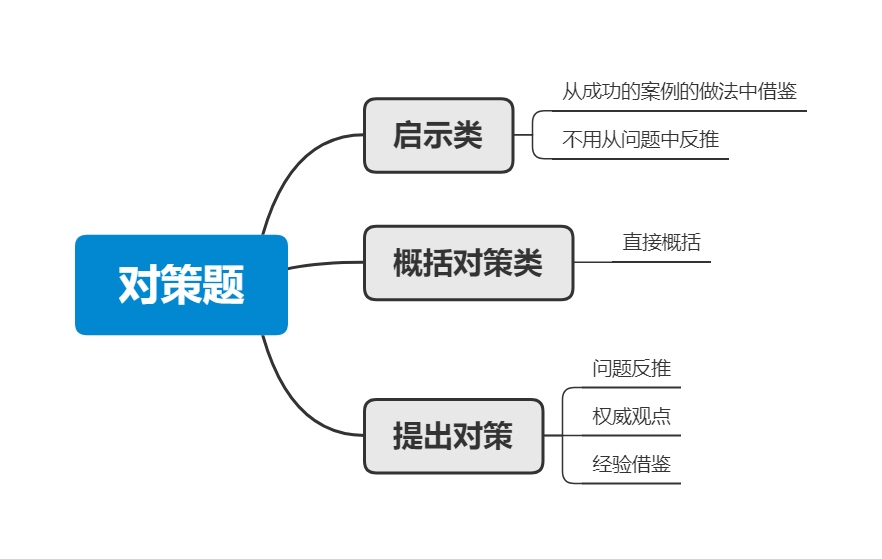 对策题
启示类
从成功的案例的做法中借鉴
不用从问题中反推
概括对策类
直接概括
提出对策
问题反推
权威观点
经验借鉴